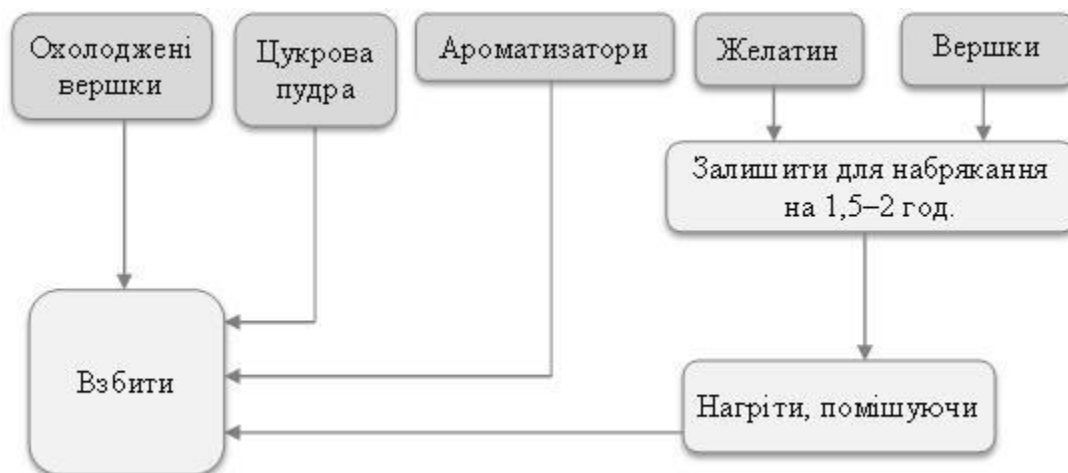 Охолоджені
вершки
Цукрова
пудра
Ароматизатори
Желатин
Вершки
Залишити для набрякання
на 1,5–2 год.
Взбити
Нагріти, помішуючи